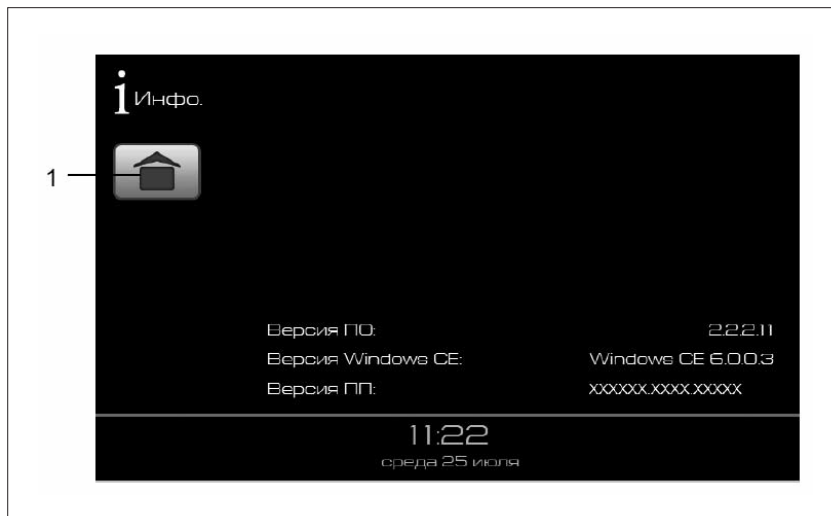 i Инфо.
1
Версия ПО: 2.2.2.11
Версия Windows CE: Windows CE 6.0.0.3
Версия ПП: XXXXXX.XXXX.XXXXX
11:22
среда 25 июля